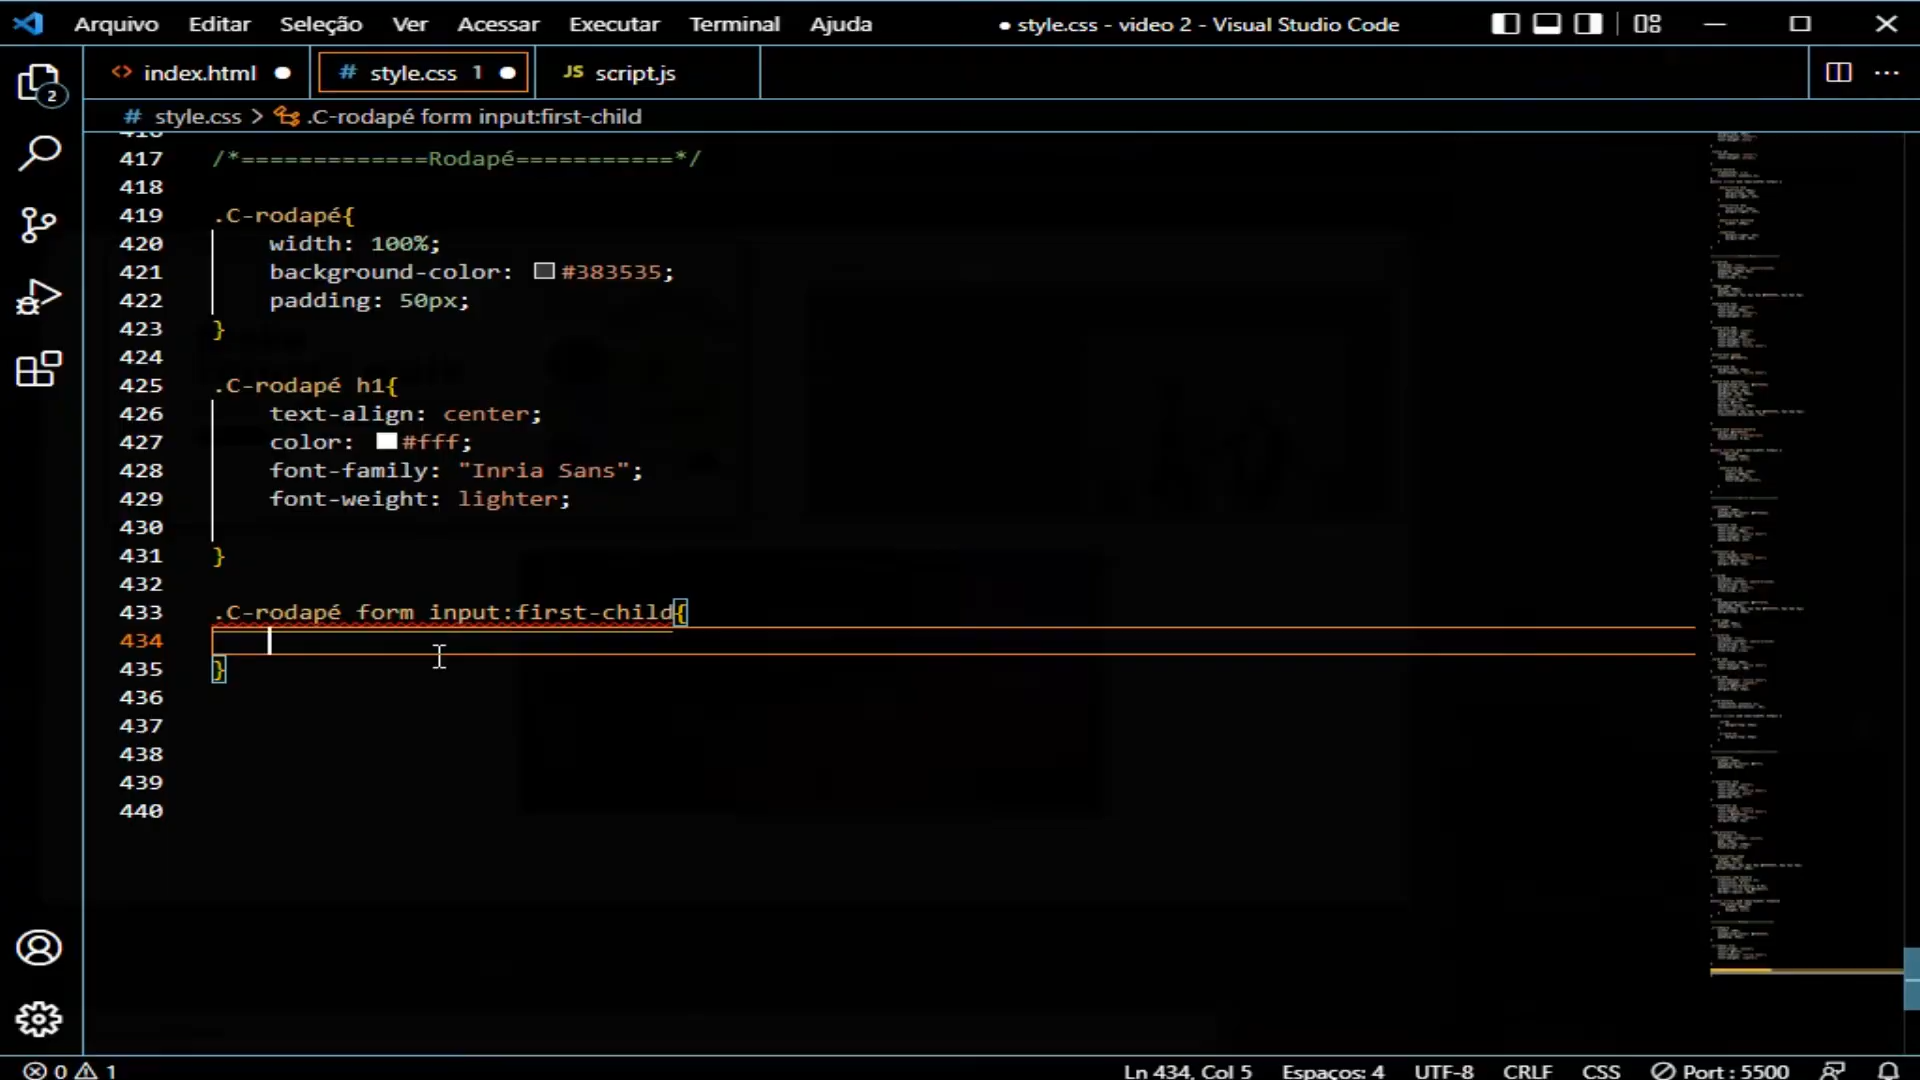 Arquivo Editar Seleção Ver Acessar Executar Terminal Ajuda ● style.css - video 2 - Visual Studio Code
<> index.html ● # style.css 1 ● JS script.js
2
# style.css > .C-rodapé form input:first-child
417 /*=============Rodapé===========*/
418
419 .C-rodapé{
420 width: 100%;
421 background-color: #383535;
422 padding: 50px;
423 }
424
425 .C-rodapé h1{
426 text-align: center;
427 color: #fff;
428 font-family: "Inria Sans";
429 font-weight: lighter;
430
431 }
432
433 .C-rodapé form input:first-child{
434
435 }
436
437
438
439
440
0 1 Ln 434, Col 5 Espaços: 4 UTF-8 CRLF CSS Port : 5500